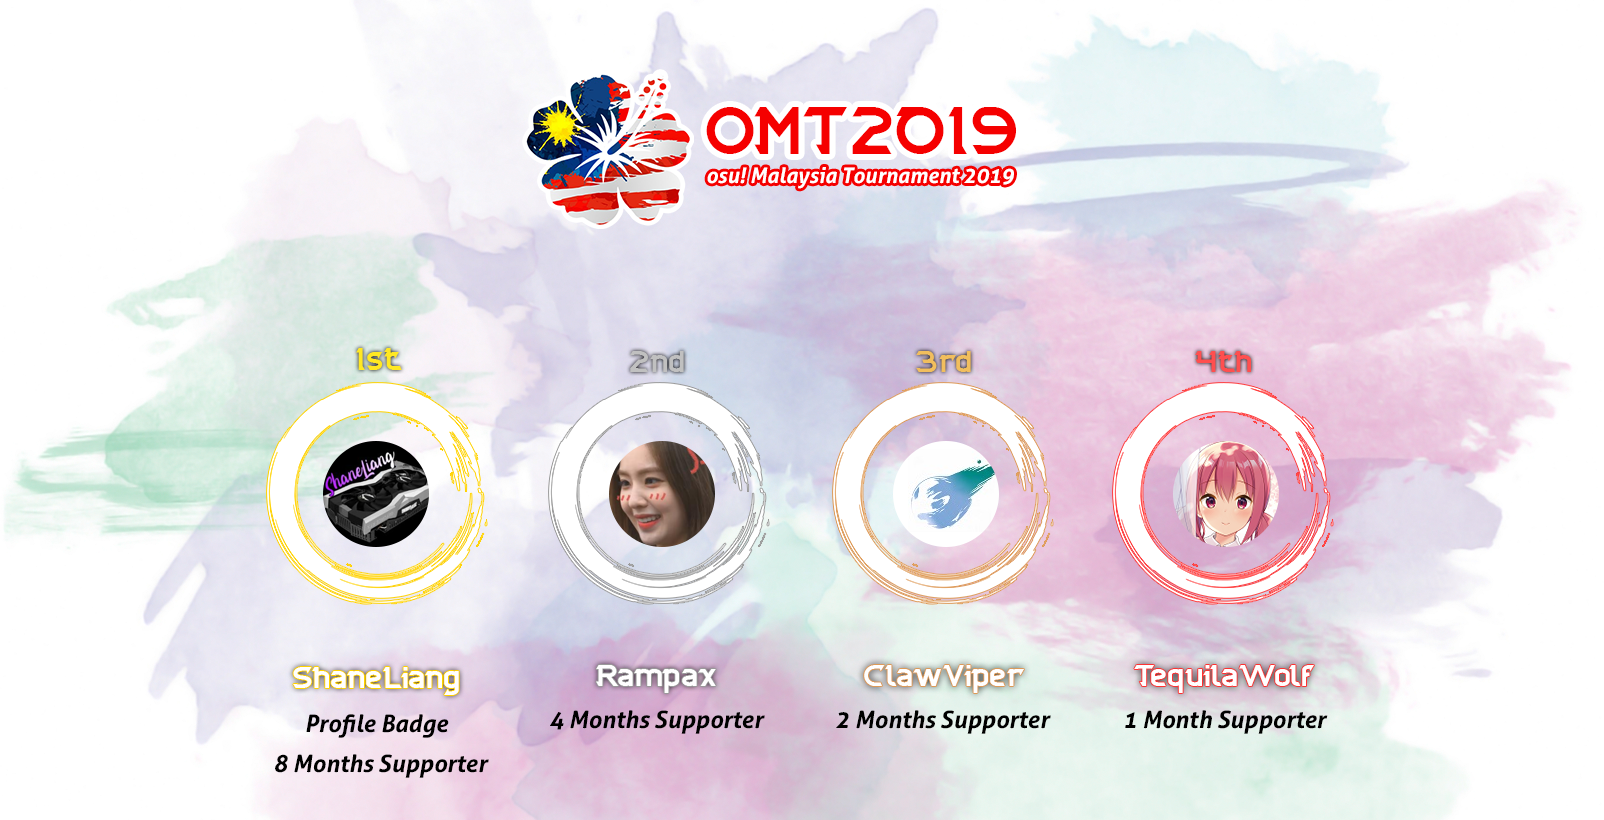 OMT2019
osu! Malaysia Tournament 2019
1st
2nd
3rd
4th
ShaneLiang
ShaneLiang
Rampax
ClawViper
TequilaWolf
Profile Badge
8 Months Supporter
4 Months Supporter
2 Months Supporter
1 Month Supporter